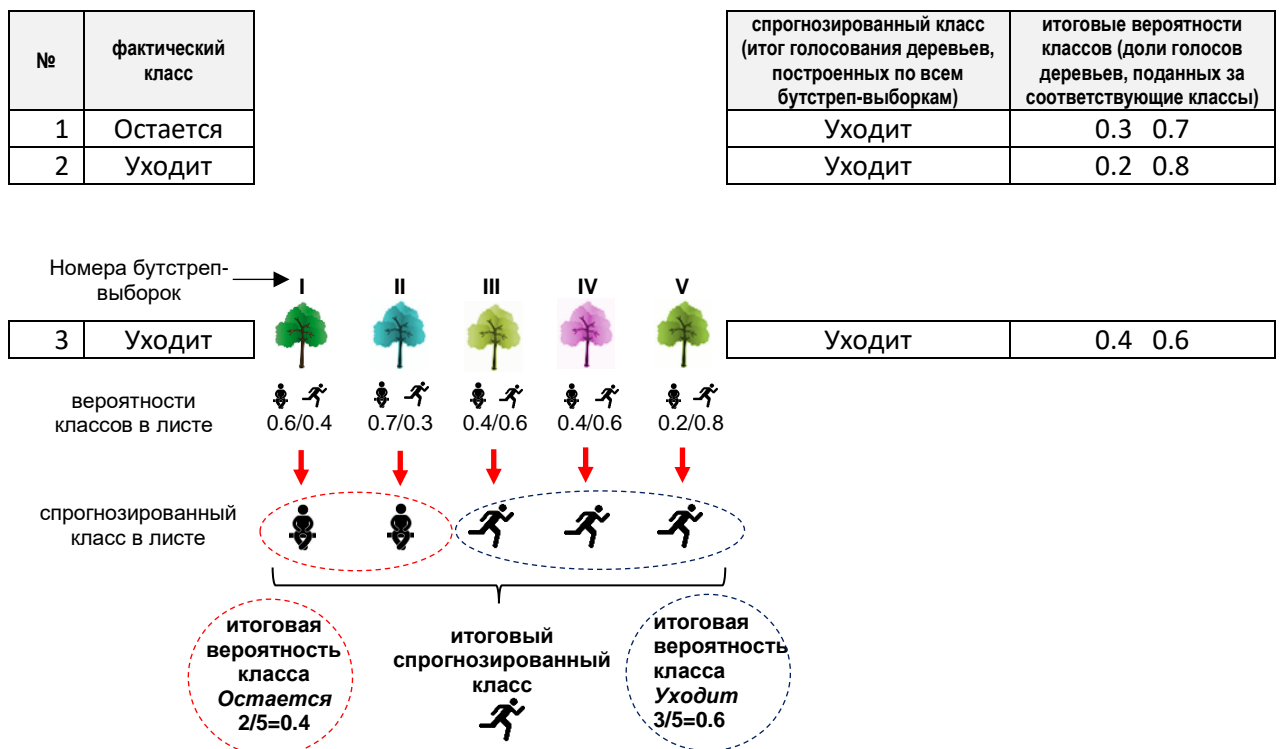 №
фактический
класс
спрогнозированный класс
(итог голосования деревьев,
построенных по всем
бутстреп-выборкам)
итоговые вероятности
классов (доли голосов
деревьев, поданных за
соответствующие классы)
1 Остается Уходит 0.3 0.7
2 Уходит Уходит 0.2 0.8
Номера бутстреп-
выборок
I II III IV V
3 Уходит Уходит 0.4 0.6
вероятности
классов в листе
0.6/0.4 0.7/0.3 0.4/0.6 0.4/0.6 0.2/0.8
спрогнозированный
класс в листе
итоговая
вероятность
класса
Остается
2/5=0.4
итоговый
спрогнозированный
класс
итоговая
вероятность
класса
Уходит
3/5=0.6